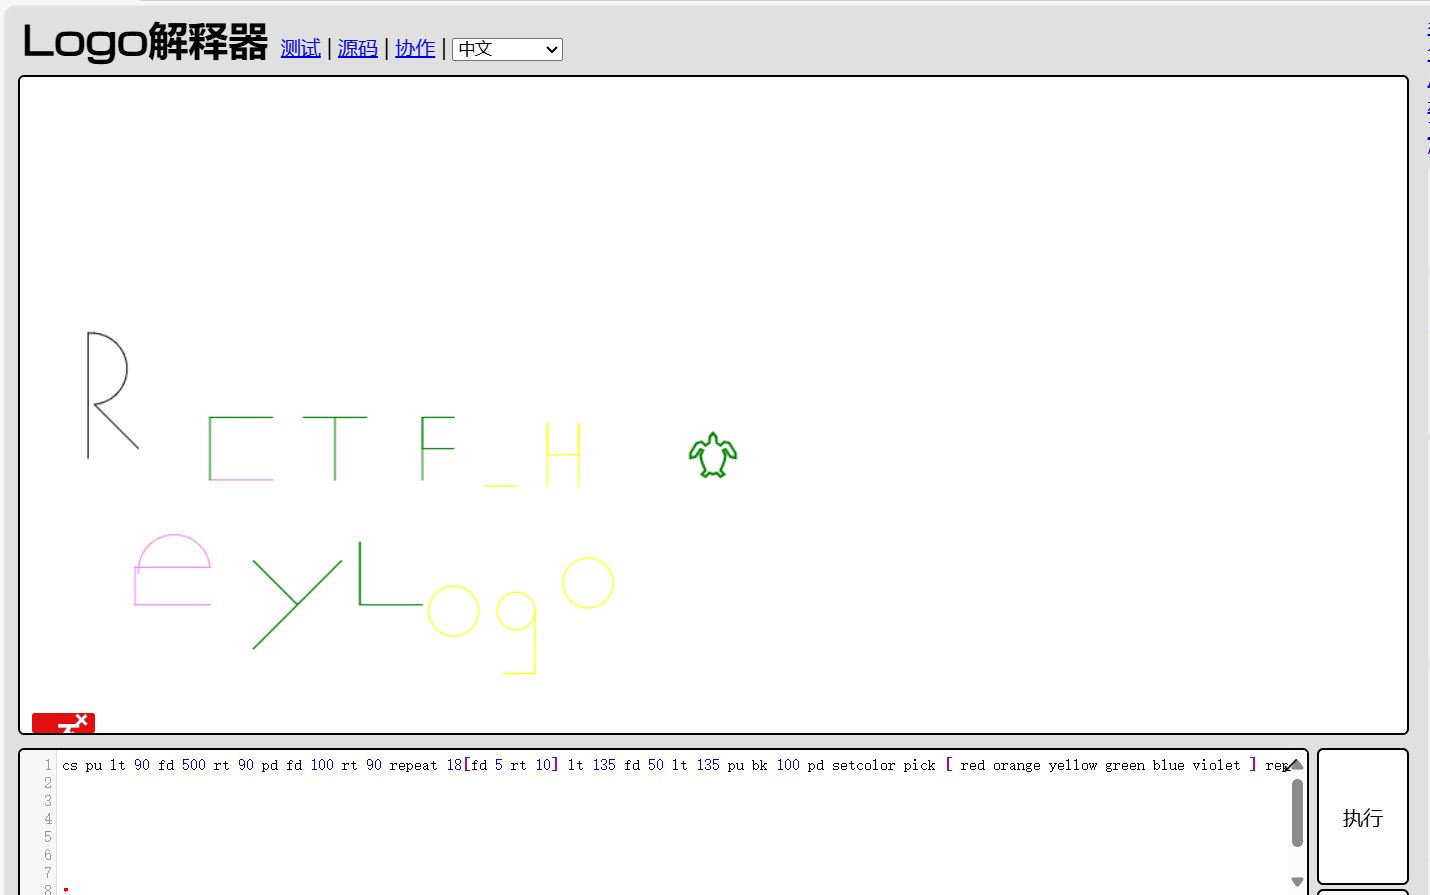 Logo解释器 测试 | 源码 | 协作 | 中文
RCTF_H
eyLogo
1 cs pu lt 90 fd 500 rt 90 pd fd 100 rt 90 repeat 18[fd 5 rt 10] lt 135 fd 50 lt 135 pu bk 100 pd setcolor pick [ red orange yellow green blue violet ]
2
3
4
5
6
7
8
执行